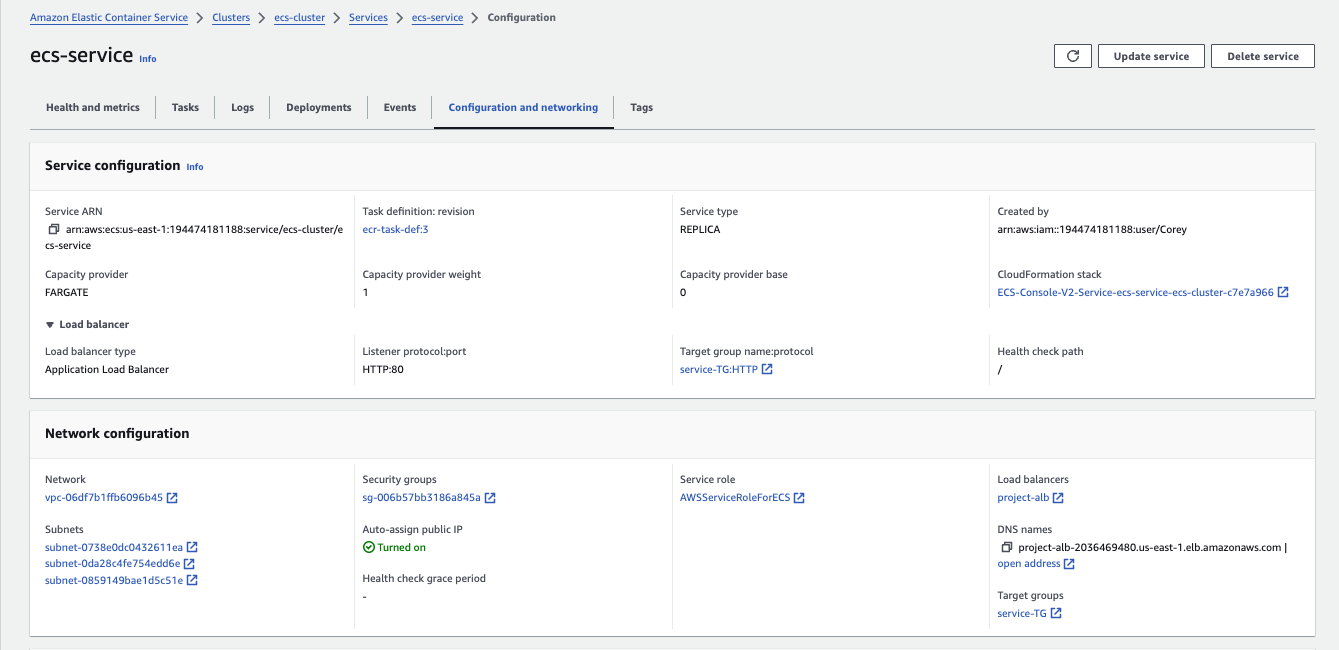 Amazon Elastic Container Service > Clusters > ecs-cluster > Services > ecs-service > Configuration
ecs-service Info
Update service Delete service
Health and metrics Tasks Logs Deployments Events Configuration and networking Tags
Service configuration Info
Service ARN
arn:aws:ecs:us-east-1:194474181188:service/ecs-cluster/e
cs-service
Task definition: revision
ecr-task-def:3
Service type
REPLICA
Created by
arn:aws:iam::194474181188:user/Corey
Capacity provider
FARGATE
Capacity provider weight
1
Capacity provider base
0
CloudFormation stack
ECS-Console-V2-Service-ecs-service-ecs-cluster-c7e7a966
Load balancer
Load balancer type
Application Load Balancer
Listener protocol:port
HTTP:80
Target group name:protocol
service-TG:HTTP
Health check path
/
Network configuration
Network
vpc-06df7b1ffb6096b45
Subnets
subnet-0738e0dc0432611ea
subnet-0da28c4fe754edd6e
subnet-0859149bae1d5c51e
Security groups
sg-006b57bb3186a845a
Auto-assign public IP
Turned on
Health check grace period
-
Service role
AWSServiceRoleForECS
Load balancers
project-alb
DNS names
project-alb-2036469480.us-east-1.elb.amazonaws.com |
open address
Target groups
service-TG